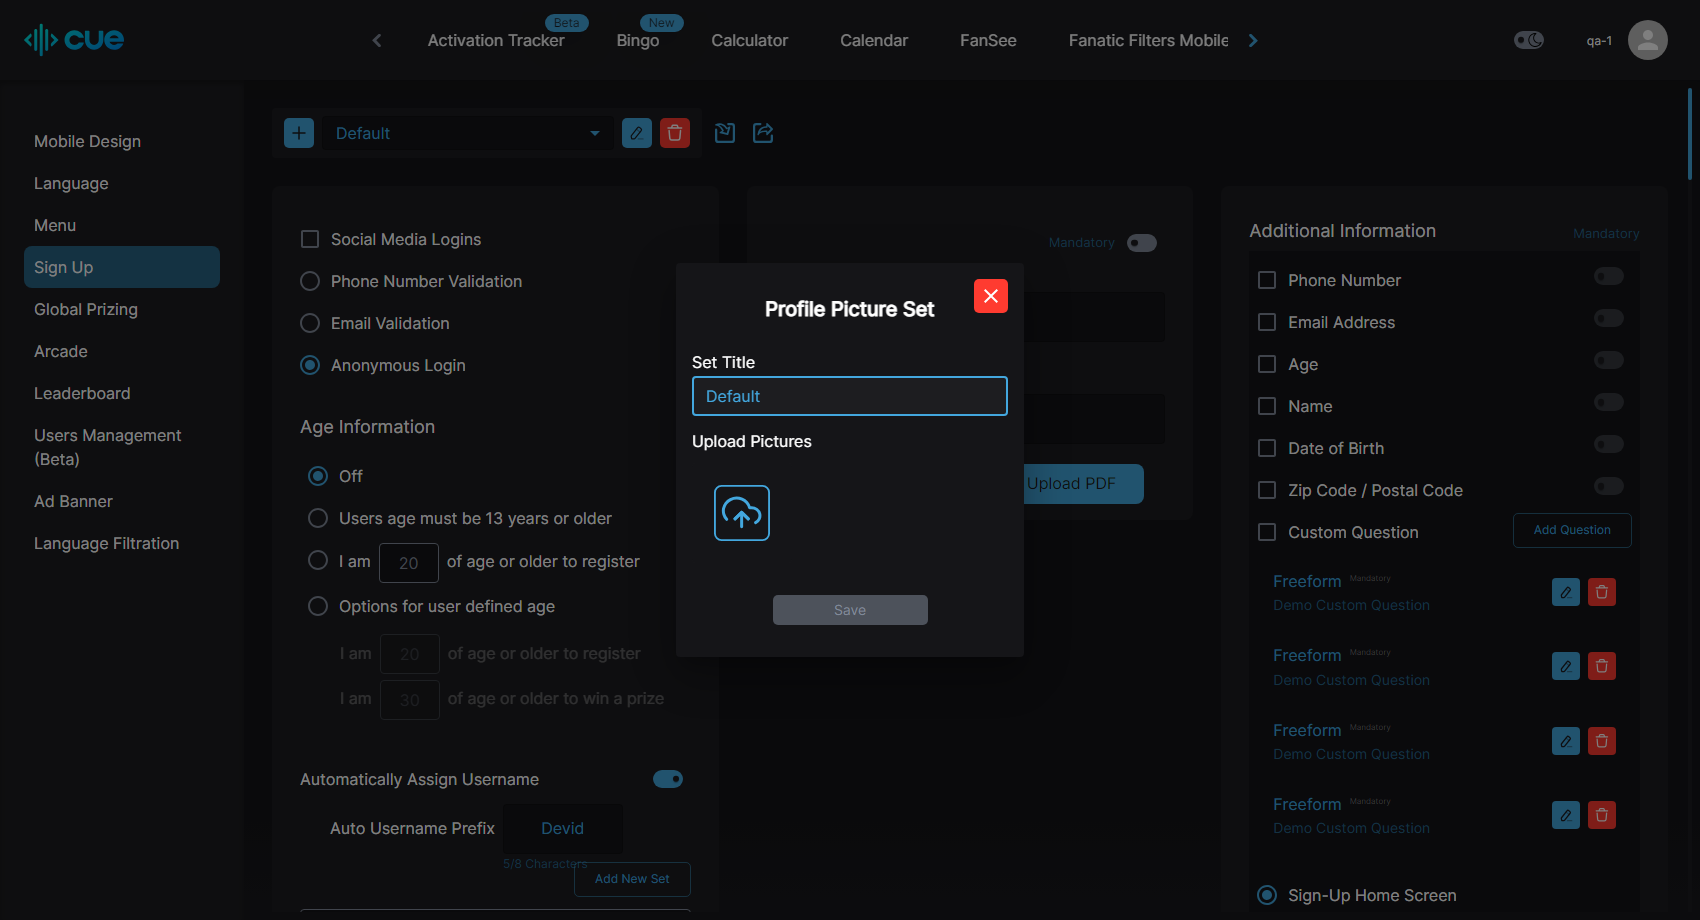 cue
Activation Tracker
Beta
Bingo
New
Calculator
Calendar
FanSee
Fanatic Filters Mobile
qa-1
Mobile Design
Language
Menu
Sign Up
Global Prizing
Arcade
Leaderboard
Users Management
(Beta)
Ad Banner
Language Filtration
Default
Social Media Logins
Phone Number Validation
Email Validation
Anonymous Login
Age Information
Off
Users age must be 13 years or older
I am 20 of age or older to register
Options for user defined age
I am 20 of age or older to register
I am 30 of age or older to win a prize
Automatically Assign Username
Auto Username Prefix Devid
5/8 Characters
Add New Set
Mandatory
Upload PDF
Profile Picture Set
Set Title
Default
Upload Pictures
Save
Additional Information Mandatory
Phone Number
Email Address
Age
Name
Date of Birth
Zip Code / Postal Code
Custom Question Add Question
Freeform Mandatory
Demo Custom Question
Freeform Mandatory
Demo Custom Question
Freeform Mandatory
Demo Custom Question
Freeform Mandatory
Demo Custom Question
Sign-Up Home Screen